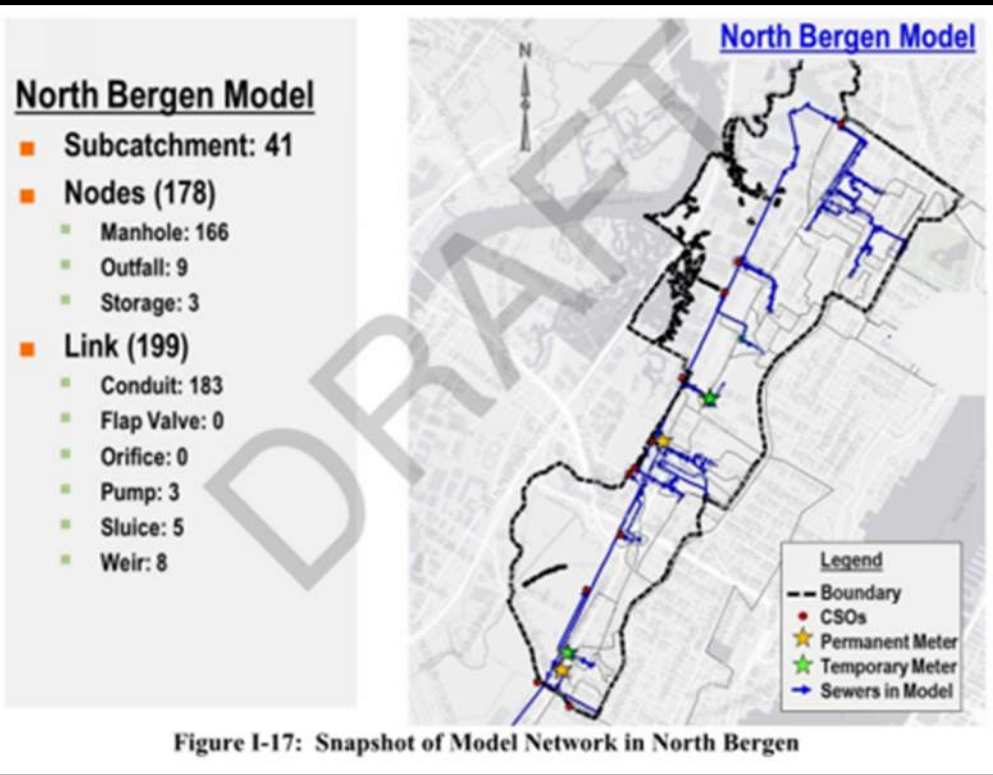 North Bergen Model
Subcatchment: 41
Nodes (178)
Manhole: 166
Outfall: 9
Storage: 3
Link (199)
Conduit: 183
Flap Valve: 0
Orifice: 0
Pump: 3
Sluice: 5
Weir: 8
North Bergen Model
N
DRAFT
Legend
Boundary
CSOs
Permanent Meter
Temporary Meter
Sewers in Model
Figure I-17: Snapshot of Model Network in North Bergen